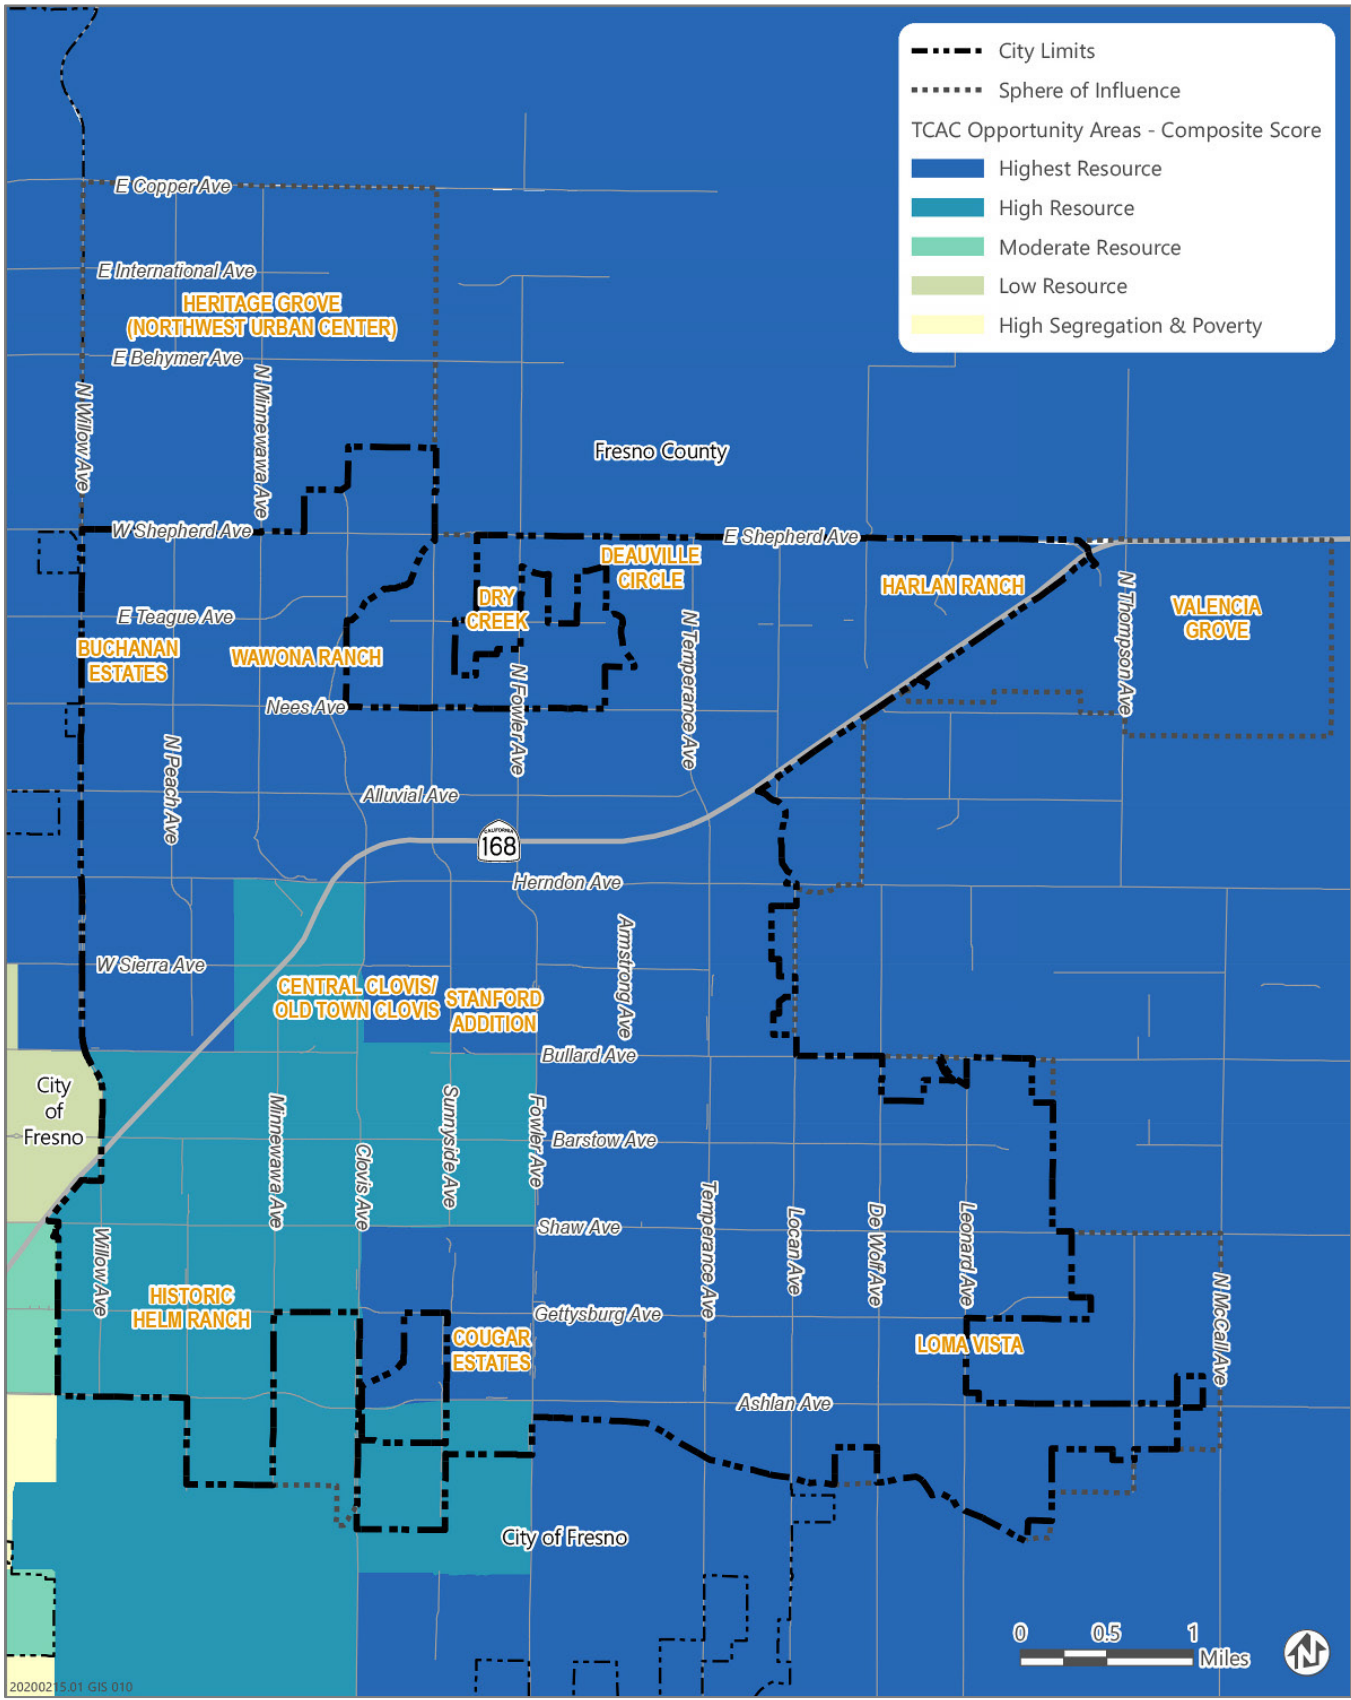 City Limits
Sphere of Influence
TCAC Opportunity Areas - Composite Score
Highest Resource
High Resource
Moderate Resource
Low Resource
High Segregation & Poverty
E Copper Ave
E International Ave
HERITAGE GROVE
(NORTHWEST URBAN CENTER)
E Behymer Ave
N Willow Ave
N Minnewawa Ave
Fresno County
W Shepherd Ave
E Shepherd Ave
DEAUVILLE
CIRCLE
HARLAN RANCH
DRY
CREEK
N Thompson Ave
VALENCIA
GROVE
E Teague Ave
BUCHANAN
ESTATES
WAWONA RANCH
N Temperance Ave
N Fowler Ave
Nees Ave
N Peach Ave
Alluvial Ave
CALIFORNIA
168
Herndon Ave
Armstrong Ave
W Sierra Ave
CENTRAL CLOVIS/
OLD TOWN CLOVIS
STANFORD
ADDITION
Bullard Ave
City
of
Fresno
Minnewawa Ave
Sunnyside Ave
Fowler Ave
Barstow Ave
Clovis Ave
Temperance Ave
Locan Ave
De Wolf Ave
Leonard Ave
Shaw Ave
Willow Ave
HISTORIC
HELM RANCH
Gettysburg Ave
COUGAR
ESTATES
LOMA VISTA
N McCall Ave
Ashlan Ave
City of Fresno
0 0.5 1
Miles
N
20200215.01 GIS 010